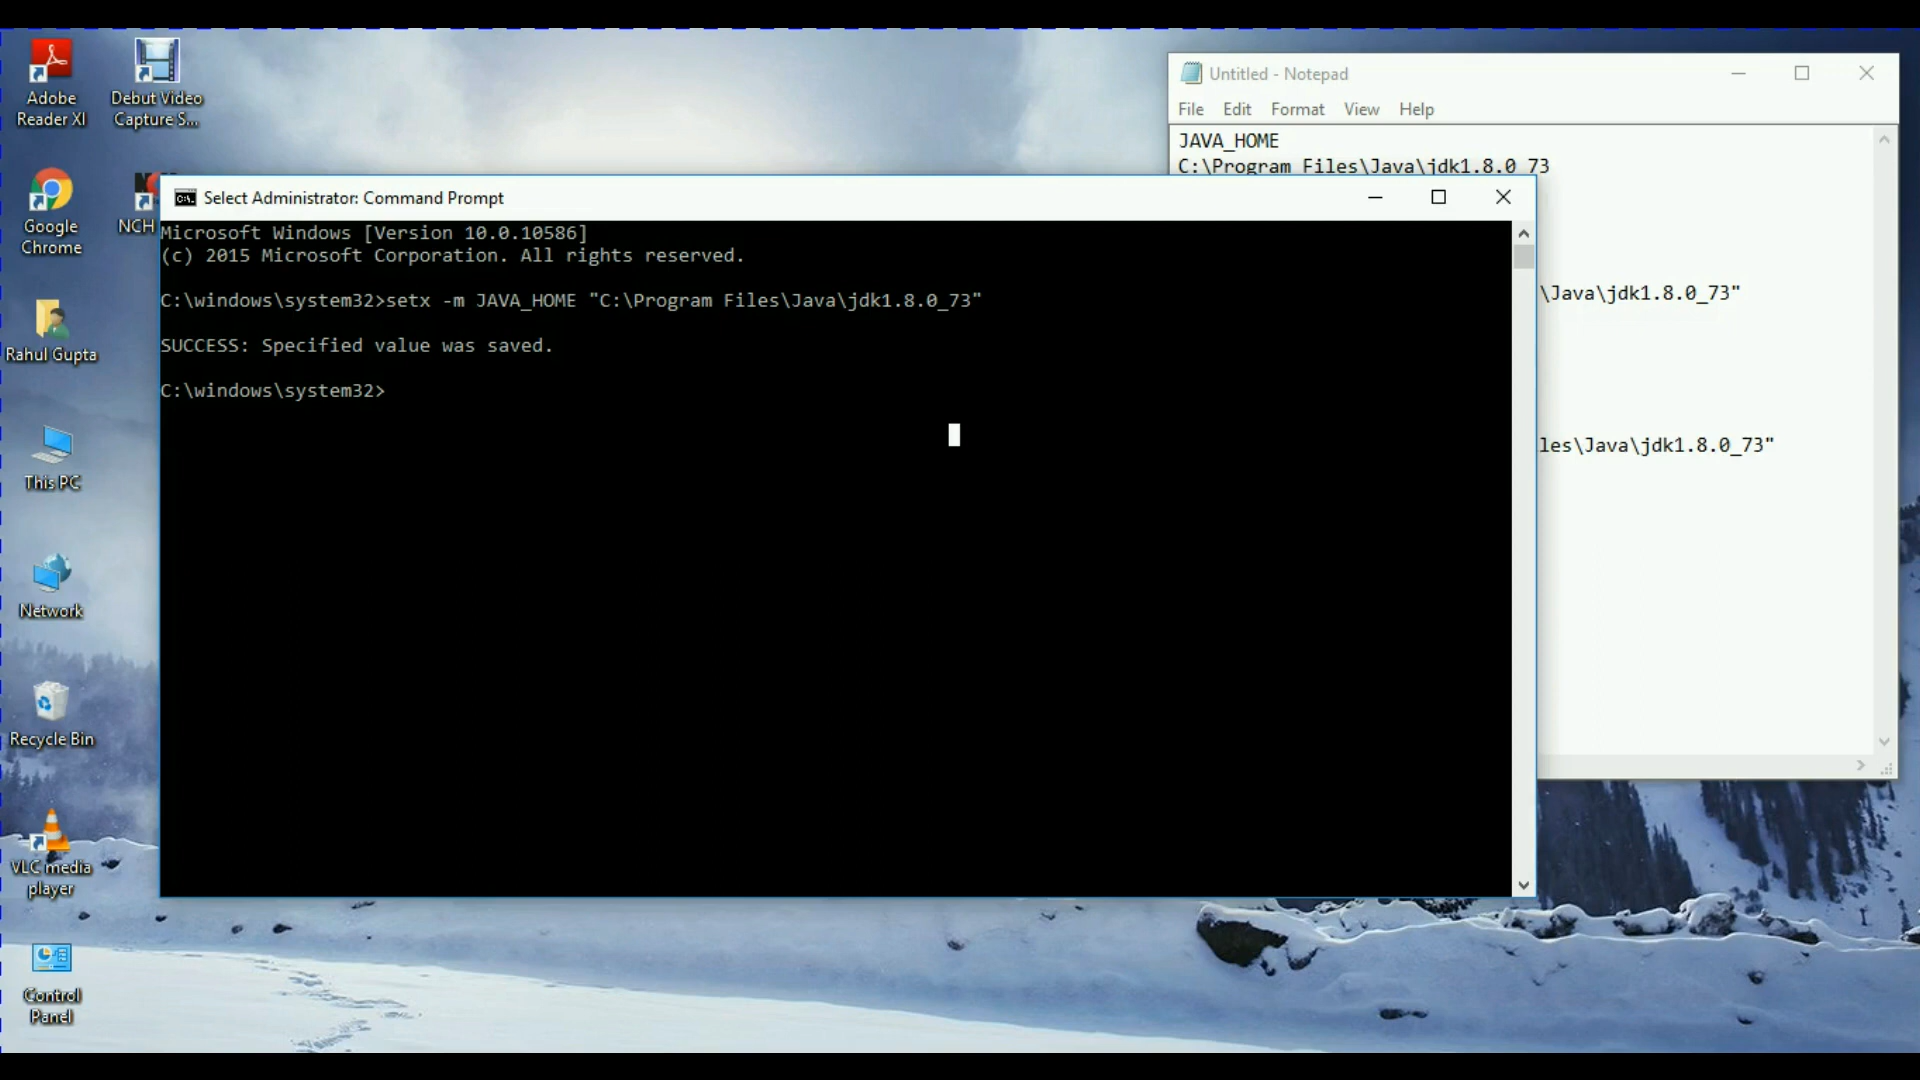 Adobe
Reader XI
Debut Video
Capture S...
Google
Chrome
NCH
Rahul Gupta
This PC
Network
Recycle Bin
VLC media
player
Control
Panel
Untitled - Notepad
File Edit Format View Help
JAVA_HOME
C:\Program Files\Java\jdk1.8.0_73
\Java\jdk1.8.0_73"
les\Java\jdk1.8.0_73"
Select Administrator: Command Prompt
Microsoft Windows [Version 10.0.10586]
(c) 2015 Microsoft Corporation. All rights reserved.
C:\windows\system32>setx -m JAVA_HOME "C:\Program Files\Java\jdk1.8.0_73"
SUCCESS: Specified value was saved.
C:\windows\system32>